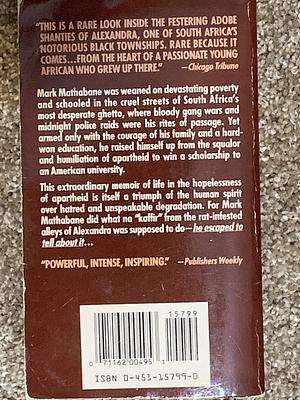 "THIS IS A RARE LOOK INSIDE THE FESTERING ADOBE
SHANTIES OF ALEXANDRA, ONE OF SOUTH AFRICA'S
NOTORIOUS BLACK TOWNSHIPS. RARE BECAUSE IT
COMES...FROM THE HEART OF A PASSIONATE YOUNG
AFRICAN WHO GREW UP THERE." —Chicago Tribune
Mark Mathabane was weaned on devastating poverty
and schooled in the cruel streets of South Africa's
most desperate ghetto, where bloody gang wars and
midnight police raids were his rites of passage. Yet
armed only with the courage of his family and a hard-
won education, he raised himself up from the squalor
and humiliation of apartheid to win a scholarship to
an American university.
This extraordinary memoir of life in the hopelessness
of apartheid is itself a triumph of the human spirit
over hatred and unspeakable degradation. For Mark
Mathabane did what no "kaffir" from the rat-infested
alleys of Alexandra was supposed to do—he escaped to
tell about it...
"POWERFUL, INTENSE, INSPIRING." —Publishers Weekly
15799
0 71162 00495 3
ISBN 0-451-15799-0